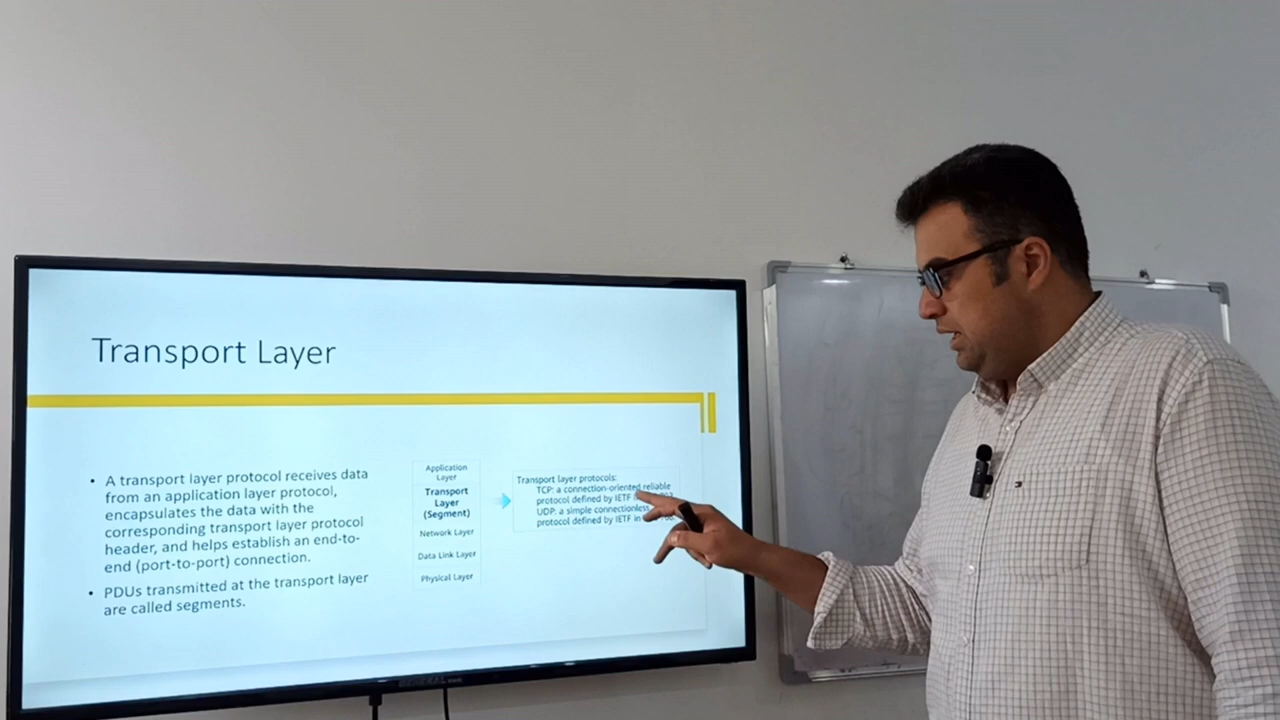 Transport Layer
• A transport layer protocol receives data
from an application layer protocol,
encapsulates the data with the
corresponding transport layer protocol
header, and helps establish an end-to-
end (port-to-port) connection.
• PDUs transmitted at the transport layer
are called segments.
Application
Layer
Transport
Layer
(Segment)
Network Layer
Data Link Layer
Physical Layer
Transport layer protocols:
TCP: a connection-oriented reliable
protocol defined by IETF
UDP: a simple connectionless
protocol defined by IETF in
GENERAL